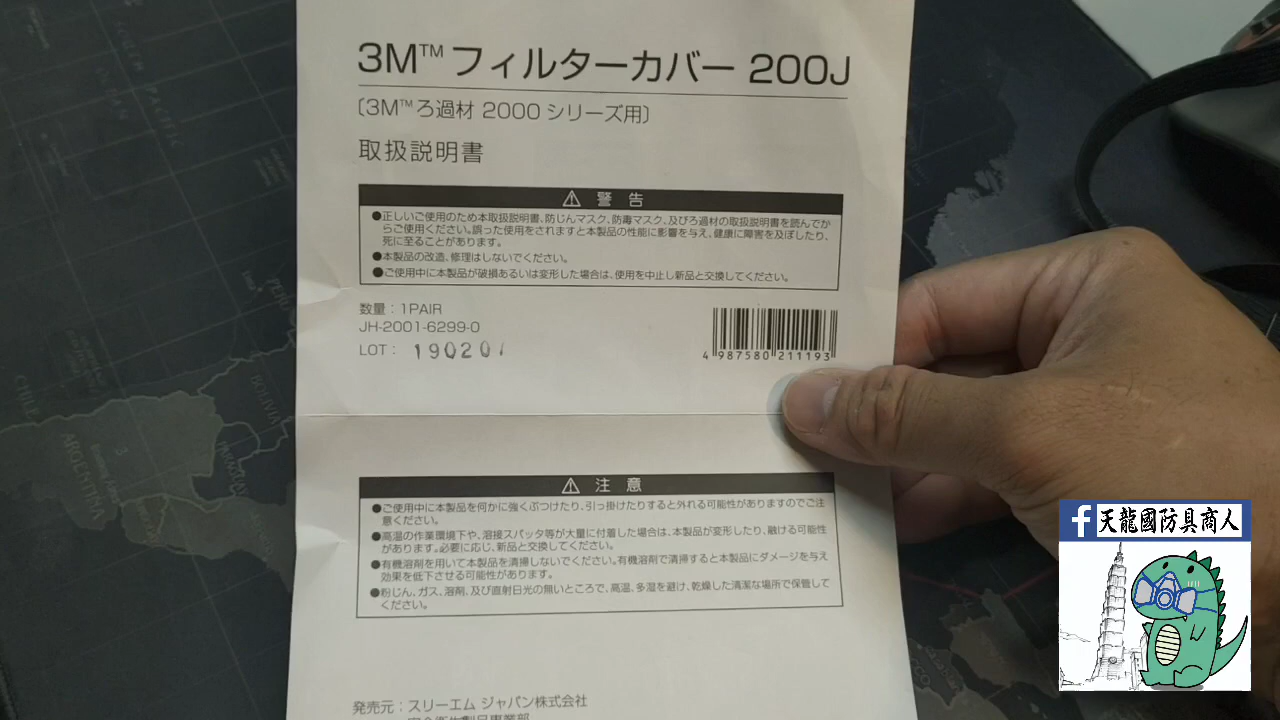 3M™ フィルターカバー 200J
〔3M™ ろ過材 2000 シリーズ用〕
取扱説明書
⚠ 警 告
●正しいご使用のため本取扱説明書、防じんマスク、防毒マスク、及びろ過材の取扱説明書を読んでか
らご使用ください。誤った使用をされますと本製品の性能に影響を与え、健康に障害を及ぼしたり、
死に至ることがあります。
●本製品の改造、修理はしないでください。
●ご使用中に本製品が破損あるいは変形した場合は、使用を中止し新品と交換してください。
数量：1PAIR
JH-2001-6299-0
LOT： 190201
4 987580 211193
⚠ 注 意
●ご使用中に本製品を何かに強くぶつけたり、引っ掛けたりすると外れる可能性がありますのでご注
意ください。
●高温の作業環境下や、溶接スパッタ等が大量に付着した場合は、本製品が変形したり、融ける可能性
があります。必要に応じ、新品と交換してください。
●有機溶剤を用いて本製品を清掃しないでください。有機溶剤で清掃すると本製品にダメージを与え
効果を低下させる可能性があります。
●粉じん、ガス、溶剤、及び直射日光の無いところで、高温、多湿を避け、乾燥した清潔な場所で保管して
ください。
発売元：スリーエム ジャパン株式会社
安全衛生製品事業部
f 天龍國防具商人
CHILE
ARGENTINA
BOLIVIA
PARAGUAY
PERU